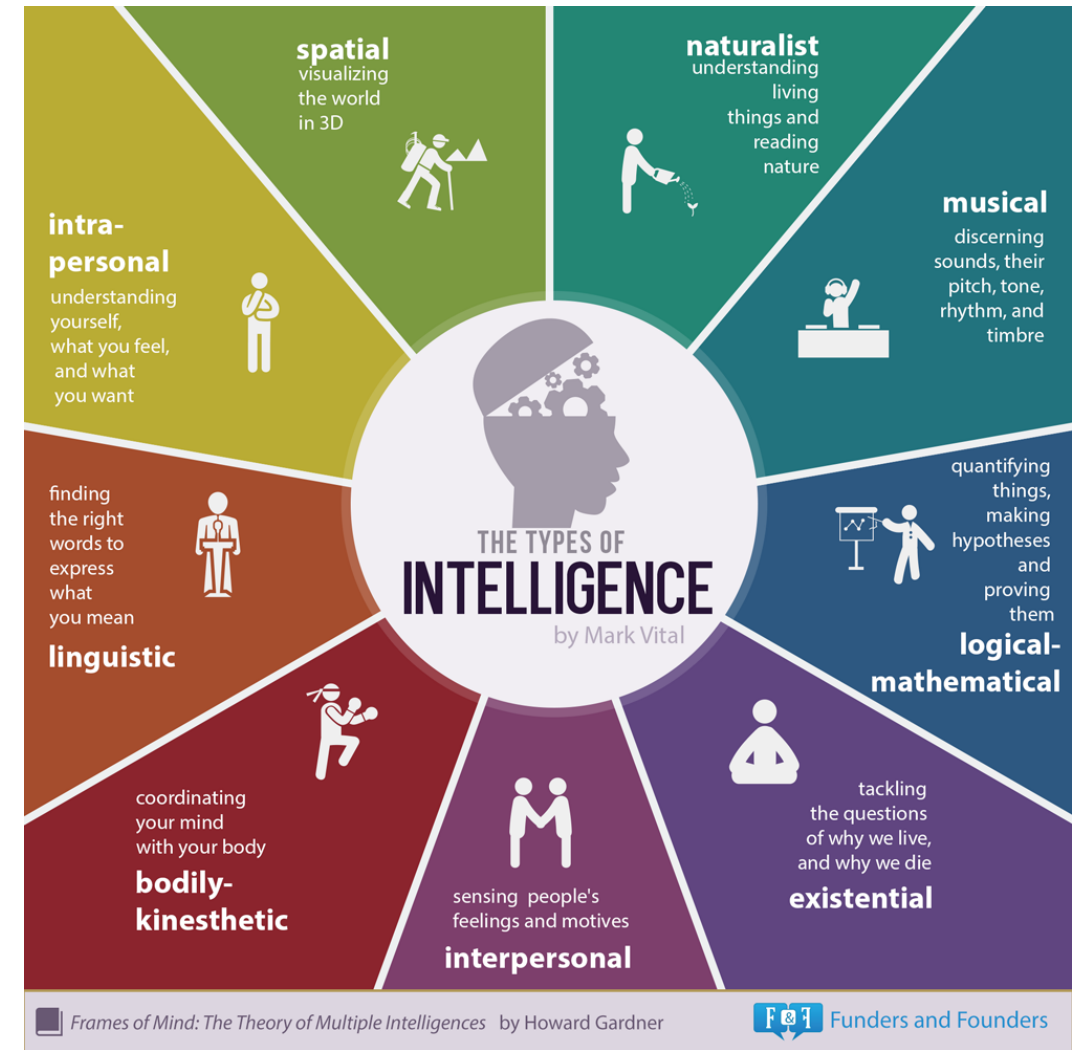 spatial
visualizing
the world
in 3D
naturalist
understanding
living
things and
reading
nature
musical
discerning
sounds, their
pitch, tone,
rhythm, and
timbre
quantifying
things,
making
hypotheses
and
proving
them
logical-
mathematical
tackling
the questions
of why we live,
and why we die
existential
sensing people's
feelings and motives
interpersonal
coordinating
your mind
with your body
bodily-
kinesthetic
finding
the right
words to
express
what
you mean
linguistic
intra-
personal
understanding
yourself,
what you feel,
and what
you want
THE TYPES OF
INTELLIGENCE
by Mark Vital
Frames of Mind: The Theory of Multiple Intelligences by Howard Gardner
F&F Funders and Founders